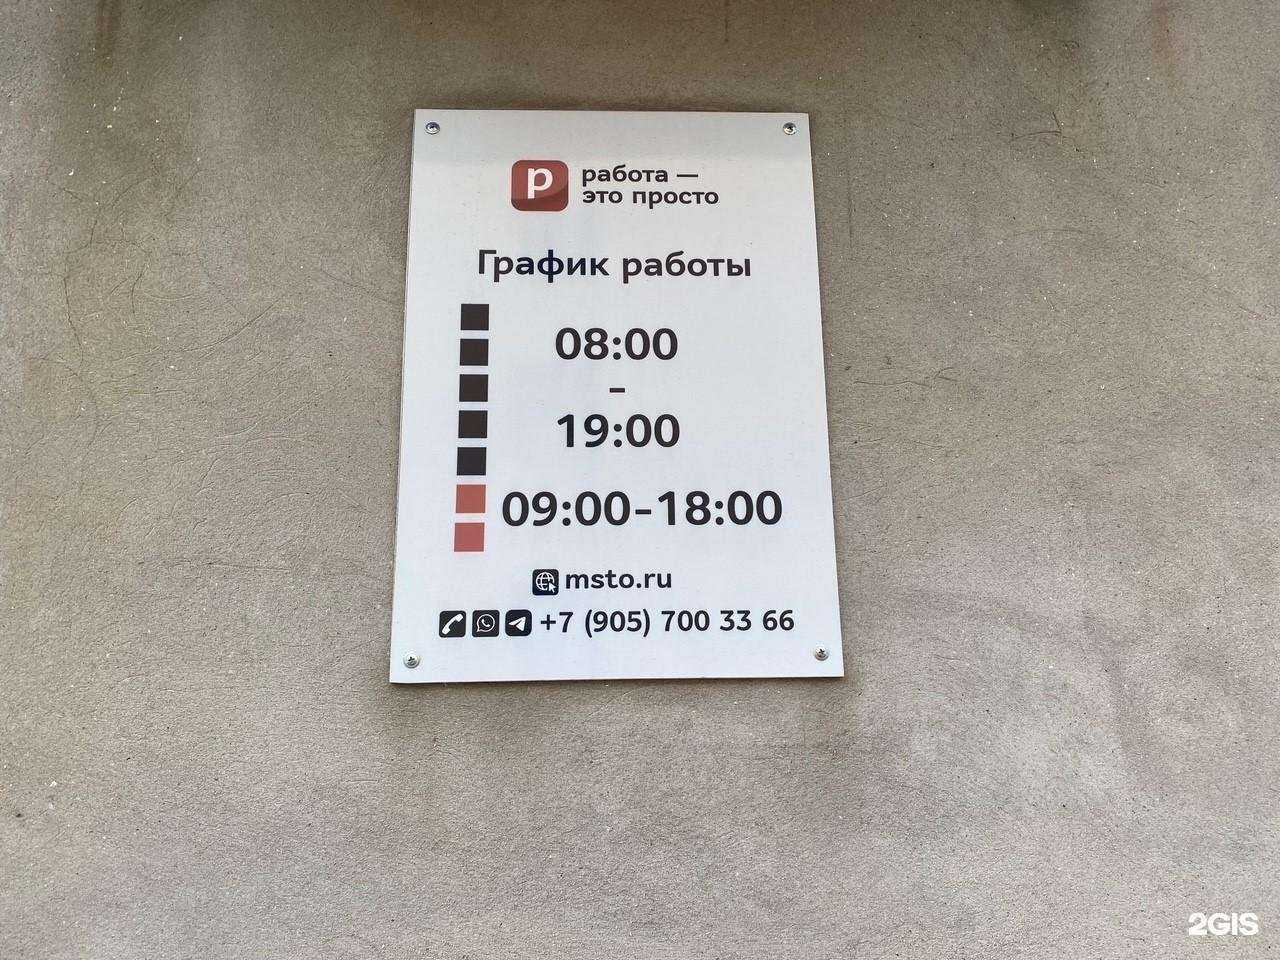 р
работа —
это просто
График работы
08:00
-
19:00
09:00-18:00
msto.ru
+7 (905) 700 33 66
2GIS